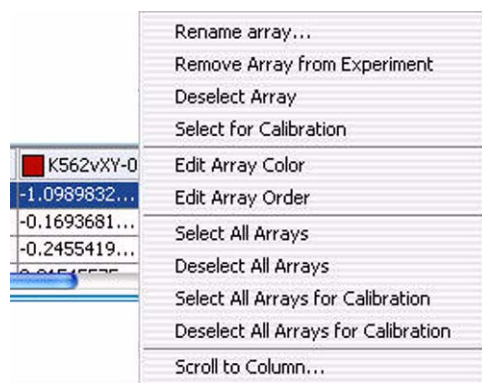 Rename array...
Remove Array from Experiment
Deselect Array
Select for Calibration
K562vXY-0
Edit Array Color
-1.0989832...
Edit Array Order
-0.1693681...
Select All Arrays
-0.2455419...
Deselect All Arrays
Select All Arrays for Calibration
Deselect All Arrays for Calibration
Scroll to Column...